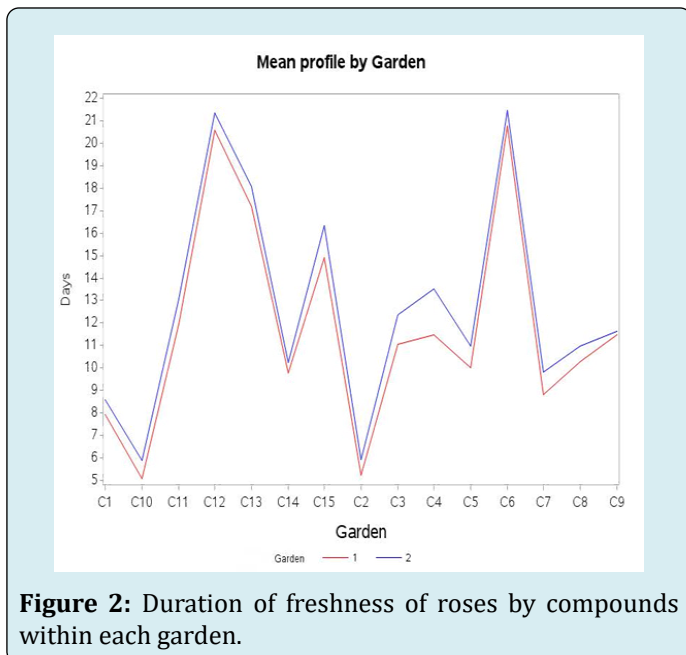 Mean profile by Garden
22
21
20
19
18
17
16
15
14
13
12
11
10
9
8
7
6
5
Days
C1 C10 C11 C12 C13 C14 C15 C2 C3 C4 C5 C6 C7 C8 C9
Garden
Garden 1 2
Figure 2: Duration of freshness of roses by compounds
within each garden.